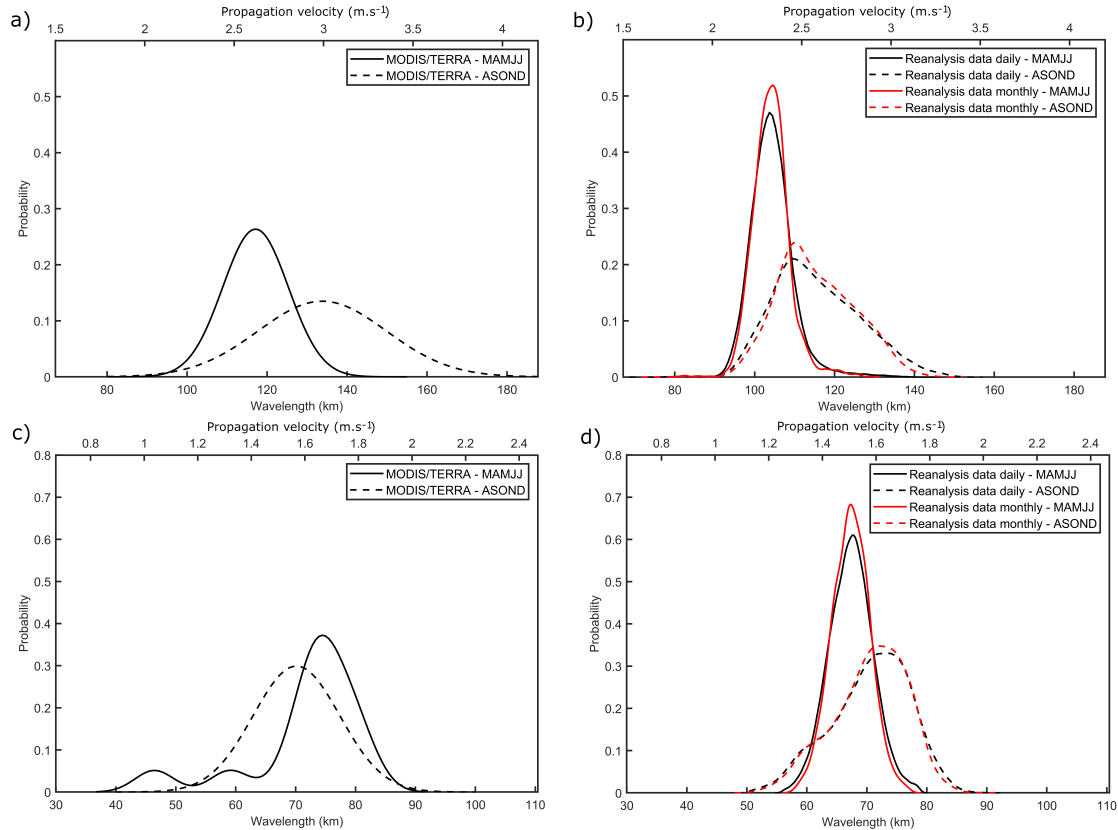 a)
Propagation velocity (m.s-1)
1.5 2 2.5 3 3.5 4
MODIS/TERRA - MAMJJ
MODIS/TERRA - ASOND
Probability
0.5
0.4
0.3
0.2
0.1
0
80 100 120 140 160 180
Wavelength (km)
b)
Propagation velocity (m.s-1)
1.5 2 2.5 3 3.5 4
Reanalysis data daily - MAMJJ
Reanalysis data daily - ASOND
Reanalysis data monthly - MAMJJ
Reanalysis data monthly - ASOND
Probability
0.5
0.4
0.3
0.2
0.1
0
80 100 120 140 160 180
Wavelength (km)
c)
Propagation velocity (m.s-1)
0.8 1 1.2 1.4 1.6 1.8 2 2.2 2.4
MODIS/TERRA - MAMJJ
MODIS/TERRA - ASOND
Probability
0.8
0.7
0.6
0.5
0.4
0.3
0.2
0.1
0
30 40 50 60 70 80 90 100 110
Wavelength (km)
d)
Propagation velocity (m.s-1)
0.8 1 1.2 1.4 1.6 1.8 2 2.2 2.4
Reanalysis data daily - MAMJJ
Reanalysis data daily - ASOND
Reanalysis data monthly - MAMJJ
Reanalysis data monthly - ASOND
Probability
0.8
0.7
0.6
0.5
0.4
0.3
0.2
0.1
0
30 40 50 60 70 80 90 100 110
Wavelength (km)